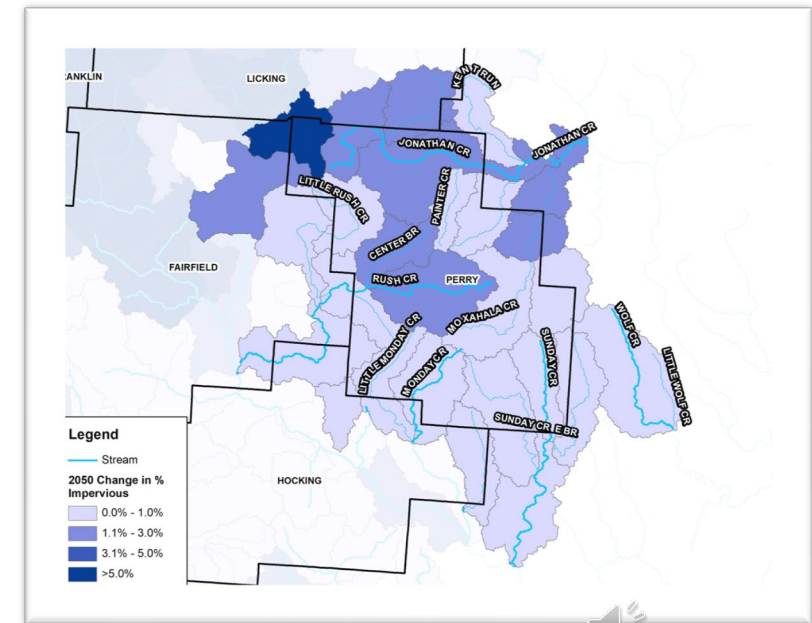 RANKLIN
LICKING
KENT RUN
JONATHAN CR
JONATHAN CR
LITTLE RUSH CR
PAINTER CR
CENTER BR
FAIRFIELD
RUSH CR
PERRY
MOXAHALA CR
LITTLE MONDAY CR
MONDAY CR
SUNDAY CR
WOLF CR
LITTLE WOLF CR
SUNDAY CR E BR
HOCKING
Legend
Stream
2050 Change in %
Impervious
0.0% - 1.0%
1.1% - 3.0%
3.1% - 5.0%
>5.0%